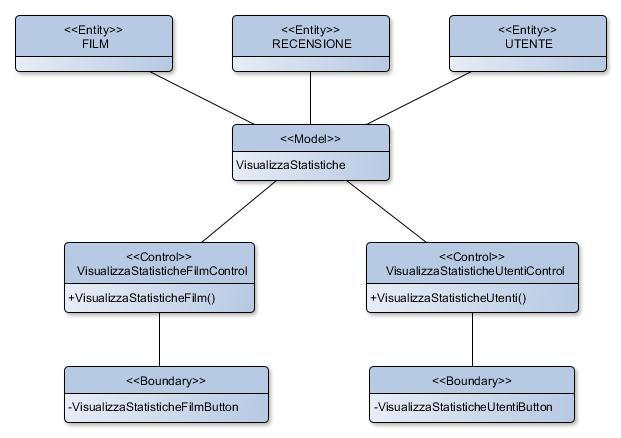 <<Entity>>
FILM
<<Entity>>
RECENSIONE
<<Entity>>
UTENTE
<<Model>>
VisualizzaStatistiche
<<Control>>
VisualizzaStatisticheFilmControl
+VisualizzaStatisticheFilm()
<<Control>>
VisualizzaStatisticheUtentiControl
+VisualizzaStatisticheUtenti()
<<Boundary>>
-VisualizzaStatisticheFilmButton
<<Boundary>>
-VisualizzaStatisticheUtentiButton